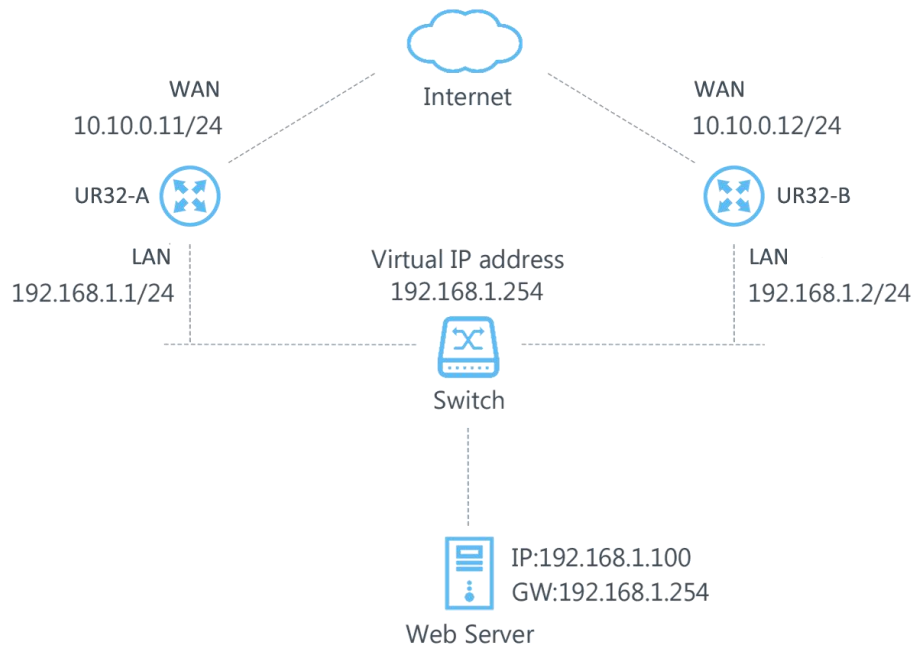 Internet
WAN
10.10.0.11/24
WAN
10.10.0.12/24
UR32-A
UR32-B
LAN
192.168.1.1/24
Virtual IP address
192.168.1.254
LAN
192.168.1.2/24
Switch
IP:192.168.1.100
GW:192.168.1.254
Web Server